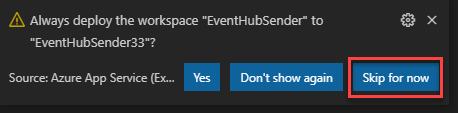 Always deploy the workspace "EventHubSender" to
"EventHubSender33"?
Source: Azure App Service (Ex... Yes Don't show again Skip for now